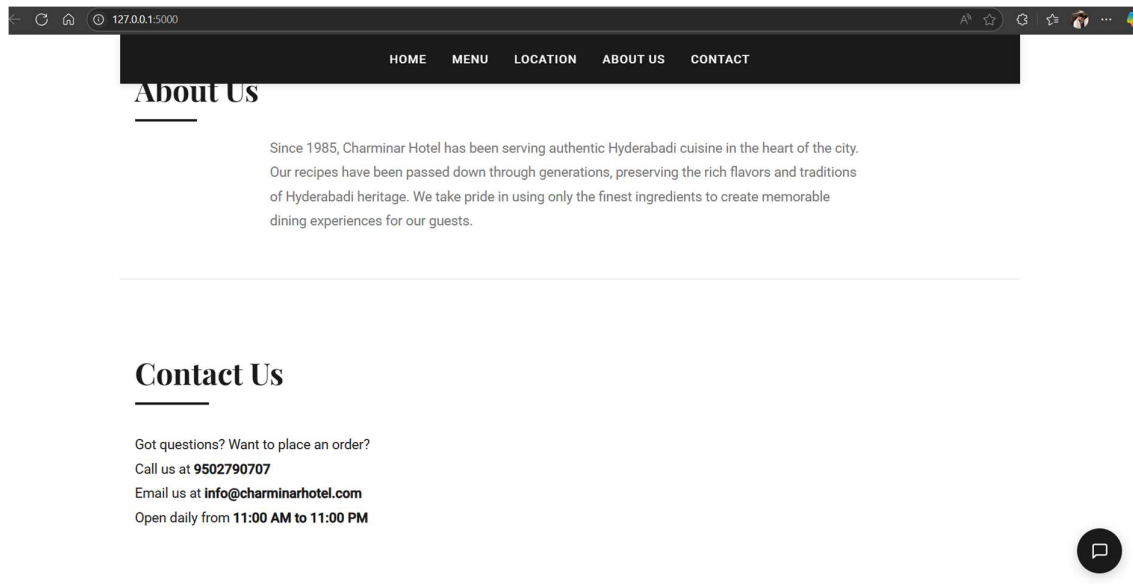 127.0.0.1:5000
HOME MENU LOCATION ABOUT US CONTACT
About Us
Since 1985, Charminar Hotel has been serving authentic Hyderabadi cuisine in the heart of the city.
Our recipes have been passed down through generations, preserving the rich flavors and traditions
of Hyderabadi heritage. We take pride in using only the finest ingredients to create memorable
dining experiences for our guests.
Contact Us
Got questions? Want to place an order?
Call us at 9502790707
Email us at info@charminarhotel.com
Open daily from 11:00 AM to 11:00 PM